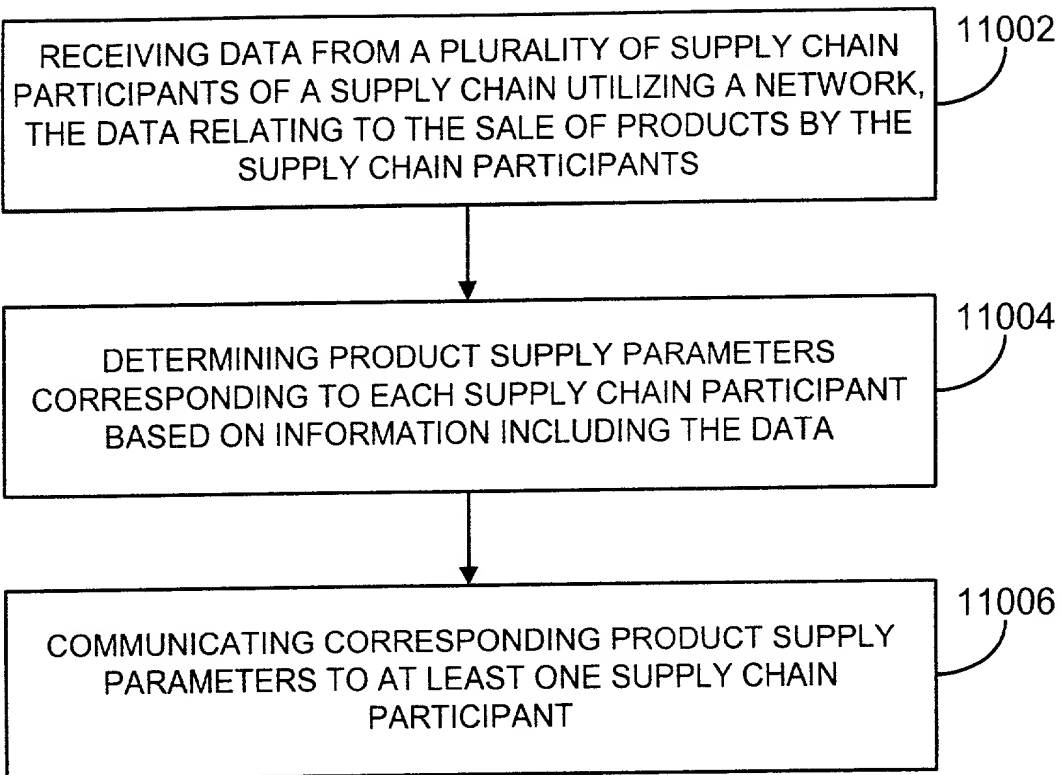 RECEIVING DATA FROM A PLURALITY OF SUPPLY CHAIN
PARTICIPANTS OF A SUPPLY CHAIN UTILIZING A NETWORK,
THE DATA RELATING TO THE SALE OF PRODUCTS BY THE
SUPPLY CHAIN PARTICIPANTS
11002
DETERMINING PRODUCT SUPPLY PARAMETERS
CORRESPONDING TO EACH SUPPLY CHAIN PARTICIPANT
BASED ON INFORMATION INCLUDING THE DATA
11004
COMMUNICATING CORRESPONDING PRODUCT SUPPLY
PARAMETERS TO AT LEAST ONE SUPPLY CHAIN
PARTICIPANT
11006